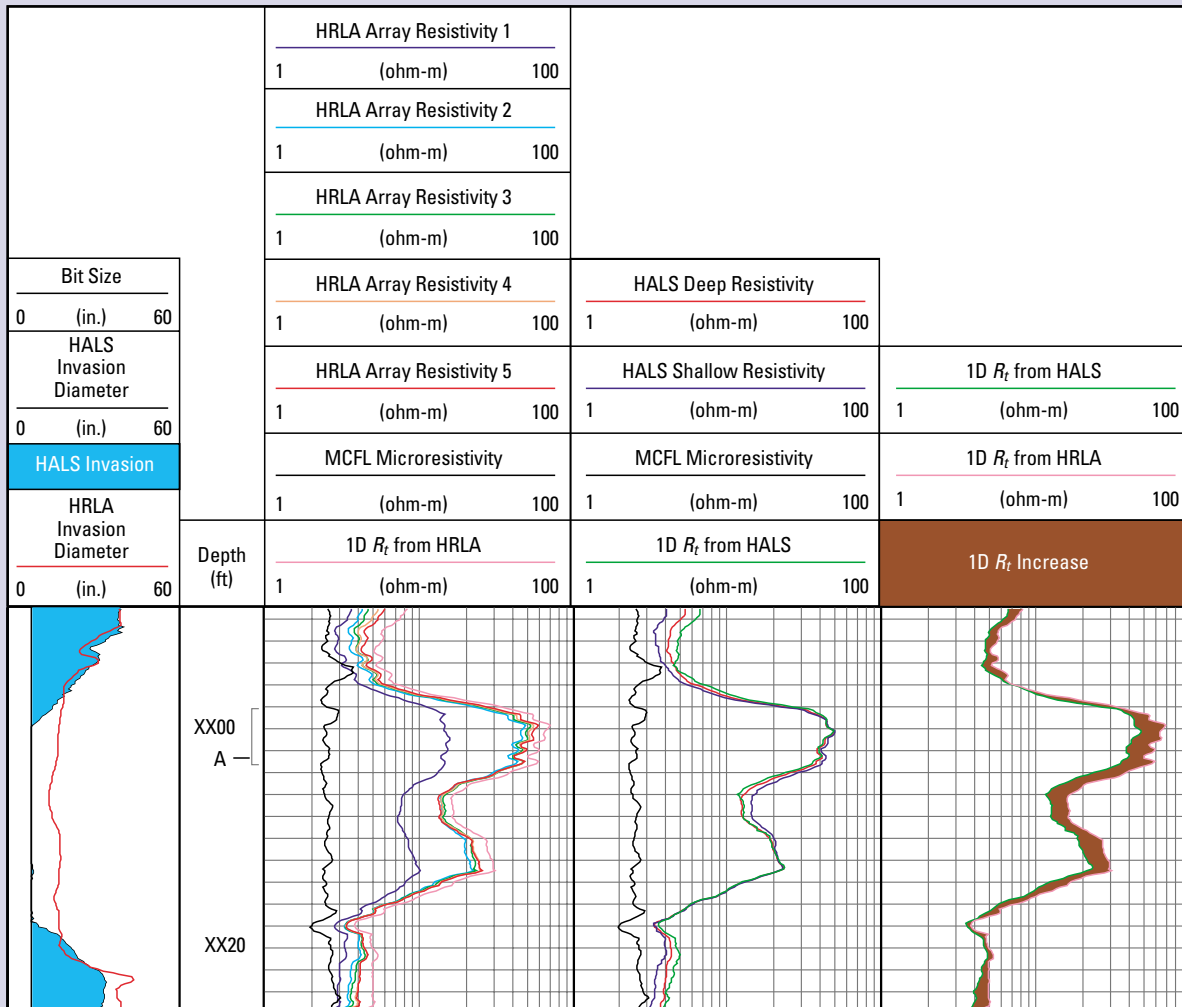 HRLA Array Resistivity 1
1 (ohm-m) 100
HRLA Array Resistivity 2
1 (ohm-m) 100
HRLA Array Resistivity 3
1 (ohm-m) 100
Bit Size
0 (in.) 60
HRLA Array Resistivity 4
1 (ohm-m) 100
HALS Deep Resistivity
1 (ohm-m) 100
HALS
Invasion
Diameter
0 (in.) 60
HRLA Array Resistivity 5
1 (ohm-m) 100
HALS Shallow Resistivity
1 (ohm-m) 100
1D Rt from HALS
1 (ohm-m) 100
HALS Invasion
MCFL Microresistivity
1 (ohm-m) 100
MCFL Microresistivity
1 (ohm-m) 100
1D Rt from HRLA
1 (ohm-m) 100
HRLA
Invasion
Diameter
0 (in.) 60
Depth
(ft)
1D Rt from HRLA
1 (ohm-m) 100
1D Rt from HALS
1 (ohm-m) 100
1D Rt Increase
XX00
A
XX20